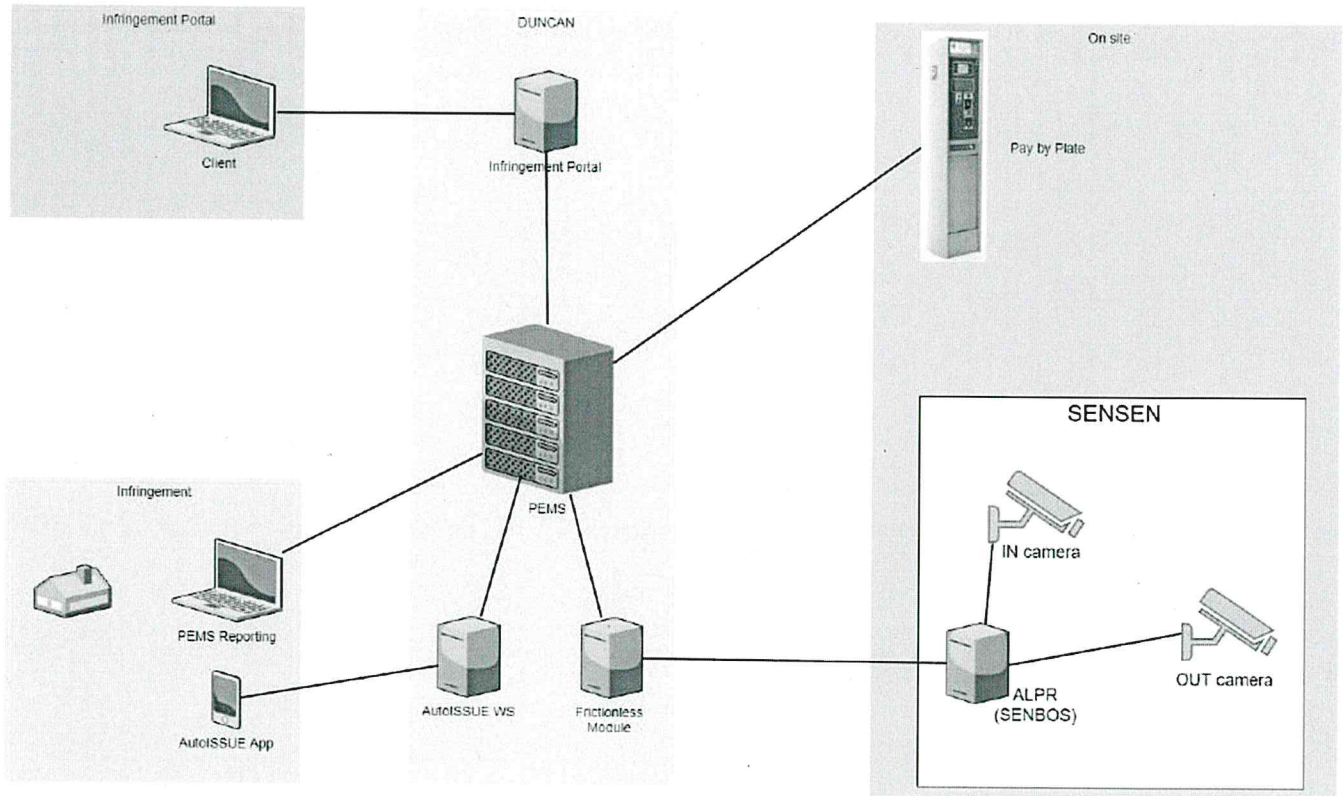 Infringement Portal
DUNCAN
On site
Client
Infringement Portal
Pay by Plate
PEMS
SENSEN
IN camera
OUT camera
ALPR
(SENBOS)
Infringement
PEMS Reporting
AutoISSUE App
AutoISSUE WS
Frictionless
Module